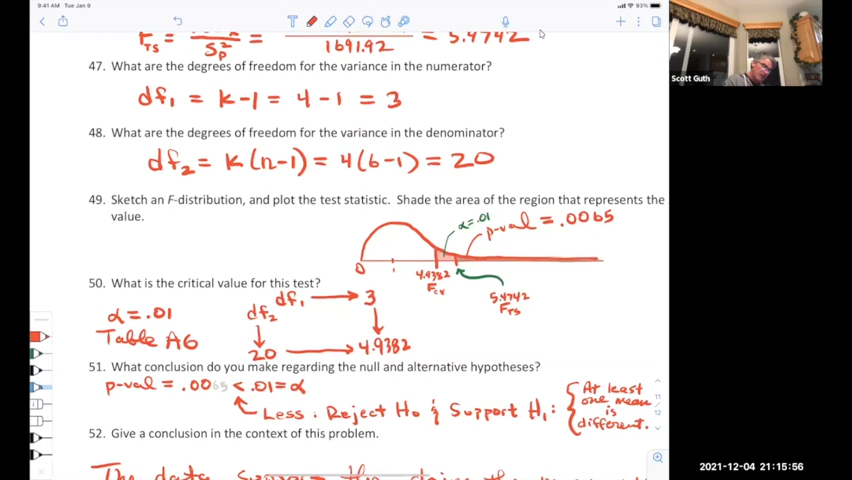 9:41 AM Tue Jan 9
93%
F_TS = = = 5.4742
S_p² 1691.92
47. What are the degrees of freedom for the variance in the numerator?
df₁ = k-1 = 4-1 = 3
48. What are the degrees of freedom for the variance in the denominator?
df₂ = k(n-1) = 4(6-1) = 20
49. Sketch an F-distribution, and plot the test statistic. Shade the area of the region that represents the
value.
α=.01
p-val = .0065
0
1
4.9382
F_CV
5.4742
F_TS
50. What is the critical value for this test?
α = .01
Table A6
df₁ → 3
df₂
20 → 4.9382
51. What conclusion do you make regarding the null and alternative hypotheses?
p-val = .0065 < .01 = α
Less : Reject H₀ & Support H₁ :
At least
one mean
is
different.
52. Give a conclusion in the context of this problem.
The data
Scott Guth
2021-12-04 21:15:56